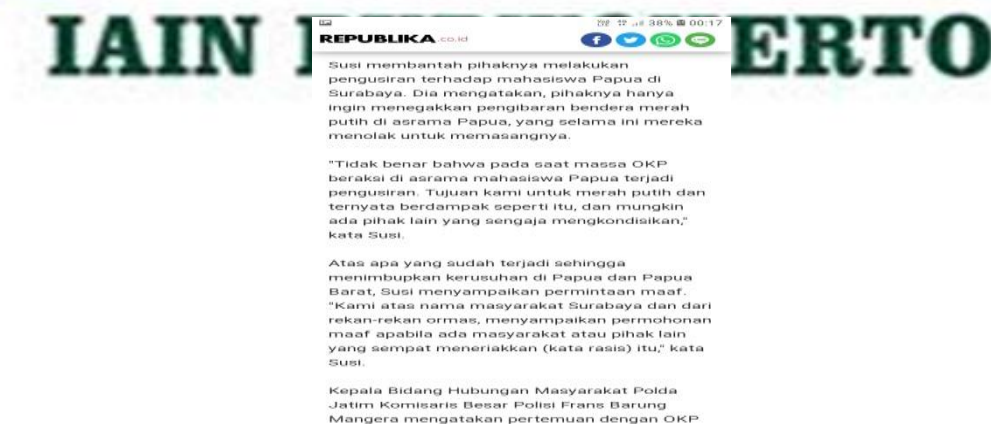 IAIN ERTO
38% 00:17
REPUBLIKA.co.id
Susi membantah pihaknya melakukan
pengusiran terhadap mahasiswa Papua di
Surabaya. Dia mengatakan, pihaknya hanya
ingin menegakkan pengibaran bendera merah
putih di asrama Papua, yang selama ini mereka
menolak untuk memasangnya.
"Tidak benar bahwa pada saat massa OKP
beraksi di asrama mahasiswa Papua terjadi
pengusiran. Tujuan kami untuk merah putih dan
ternyata berdampak seperti itu, dan mungkin
ada pihak lain yang sengaja mengkondisikan,"
kata Susi.
Atas apa yang sudah terjadi sehingga
menimbupkan kerusuhan di Papua dan Papua
Barat, Susi menyampaikan permintaan maaf.
"Kami atas nama masyarakat Surabaya dan dari
rekan-rekan ormas, menyampaikan permohonan
maaf apabila ada masyarakat atau pihak lain
yang sempat meneriakkan (kata rasis) itu," kata
Susi.
Kepala Bidang Hubungan Masyarakat Polda
Jatim Komisaris Besar Polisi Frans Barung
Mangera mengatakan pertemuan dengan OKP